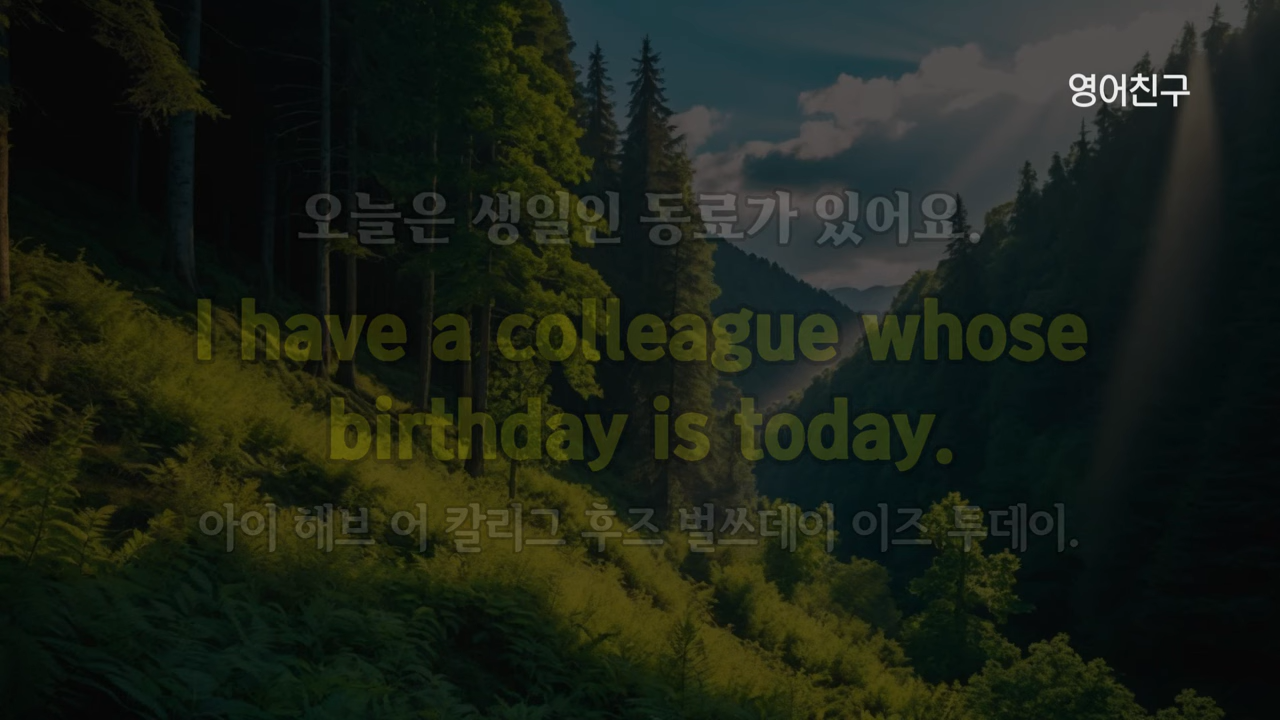 영어친구
오늘은 생일인 동료가 있어요.
I have a colleague whose
birthday is today.
아이 해브 어 칼리그 후즈 벌쓰데이 이즈 투데이.